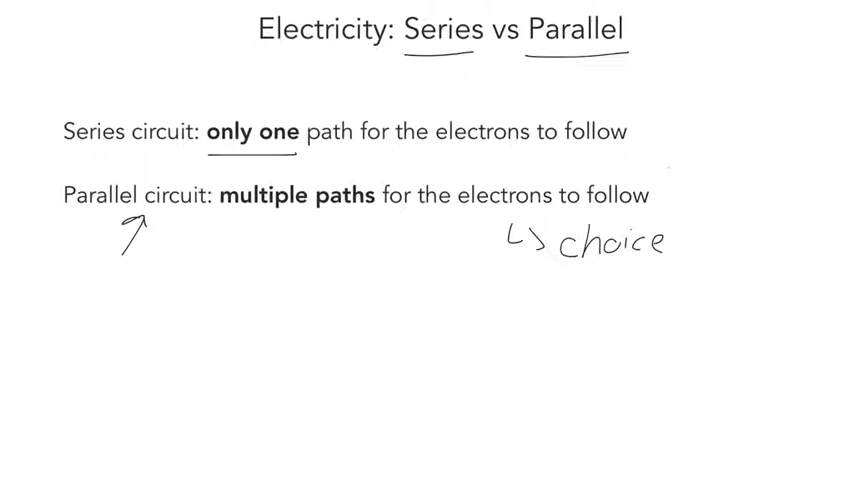 Electricity: Series vs Parallel
Series circuit: only one path for the electrons to follow
Parallel circuit: multiple paths for the electrons to follow
choice